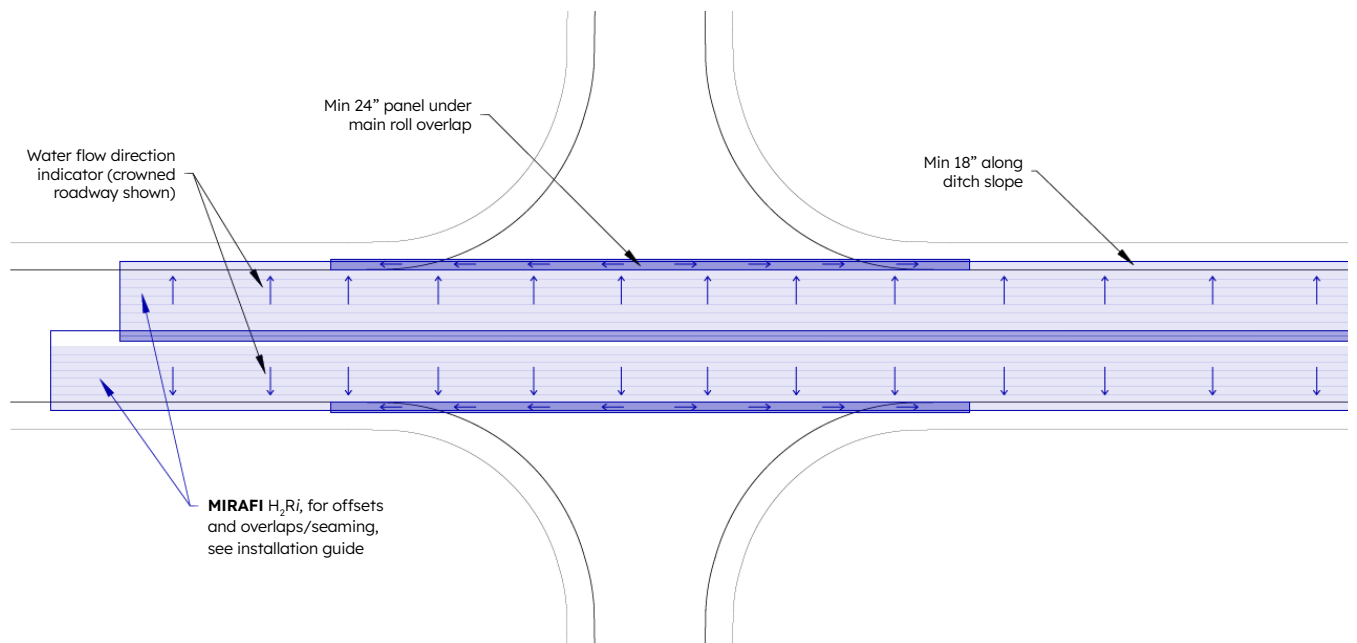 Min 24” panel under
main roll overlap
Water flow direction
indicator (crowned
roadway shown)
Min 18” along
ditch slope
MIRAFI H₂Ri, for offsets
and overlaps/seaming,
see installation guide